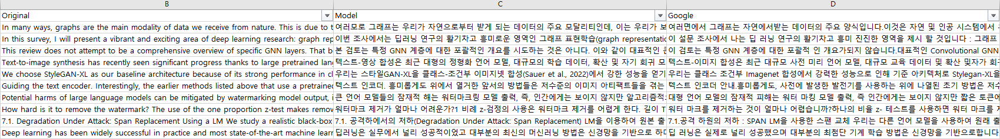 B C D
Original Model Google
In many ways, graphs are the main modality of data we receive from nature. This is due to t 여러모로 그래프는 우리가 자연으로부터 받게 되는 데이터의 주요 모달리티인데, 이는 우리가 보 여러면에서 그래프는 자연에서받는 데이터의 주요 양식입니다.이것은 자연 및 인공 시스템에서
In this survey, I will present a vibrant and exciting area of deep learning research: graph rep 이번 조사에서는 딥러닝 연구의 활기차고 흥미로운 영역인 그래프 표현학습(graph representatic 이 설문 조사에서 나는 딥 러닝 연구의 활기차고 흥미 진진한 영역을 제시 할 것입니다 : 그래프
This review does not attempt to be a comprehensive overview of specific GNN layers. That b 본 검토는 특정 GNN 계층에 대한 포괄적인 개요를 시도하는 것은 아니다. 이와 같이 대표적인 이 검토는 특정 GNN 계층에 대한 포괄적 인 개요가되지 않습니다.대표적인 Convolutional GNN
Text-to-image synthesis has recently seen significant progress thanks to large pretrained lang 텍스트-영상 합성은 최근 대형의 정형화 언어 모델, 대규모의 학습 데이터, 확산 및 자기 회귀 모 텍스트-이미지 합성은 최근 대규모 사전 미리 언어 모델, 대규모 교육 데이터 및 확산 및자가 회귀
We choose StyleGAN-XL as our baseline architecture because of its strong performance in cl 우리는 스타일GAN-XL을 클래스-조건부 이미지넷 합성(Sauer et al., 2022)에서 강한 성능을 얻기 우리는 클래스 조건부 Imagenet 합성에서 강력한 성능으로 인해 기준 아키텍처로 Stylegan-XL을
Guiding the text encoder. Interestingly, the earlier methods listed above that use a pretrained 텍스트 인코더. 흥미롭게도 위에서 열거한 앞서의 방법들은 저수준의 이미지 아티팩트들을 겪는 텍스트 인코더 안내.흥미롭게도, 사전에 발생한 발전기를 사용하는 위에 나열된 초기 방법은 저수
Potential harms of large language models can be mitigated by watermarking model output, i 큰 언어 모델들의 잠재적 해는 워터마크링 모델 출력, 즉, 인간에게는 보이지 않지만 알고리즘적으 대형 언어 모델의 잠재적 피해는 워터 마킹 모델 출력, 즉 인간에게는 보이지 않지만 짧은 토큰에
How hard is it to remove the watermark? The use of the one proportion z-test makes remov 워터마크 제거가 얼마나 어려운가?1 비례 z-검정의 사용은 워터마크 제거를 어렵게 한다. 길이 T 워터 마크를 제거하는 것이 얼마나 어렵습니까?하나의 비율 z- 테스트를 사용하면 워터 마크를 제
7.1. Degradation Under Attack: Span Replacement Using a LM We study a realistic black-box 7.1. 공격하에서의 저하(Degradation Under Attack: Span Replacement) LM을 이용하여 원본 출 7.1.공격 하원의 저하 : SPAN LM을 사용한 스팬 교체 우리는 다른 언어 모델을 사용하여 원래 출
Deep learning has been widely successful in practice and most state-of-the-art machine learr 딥러닝은 실무에서 널리 성공적이었고 대부분의 최신의 머신러닝 방법은 신경망을 기반으로 하다 딥 러닝은 실제로 널리 성공했으며 대부분의 최첨단 기계 학습 방법은 신경망을 기반으로합니다